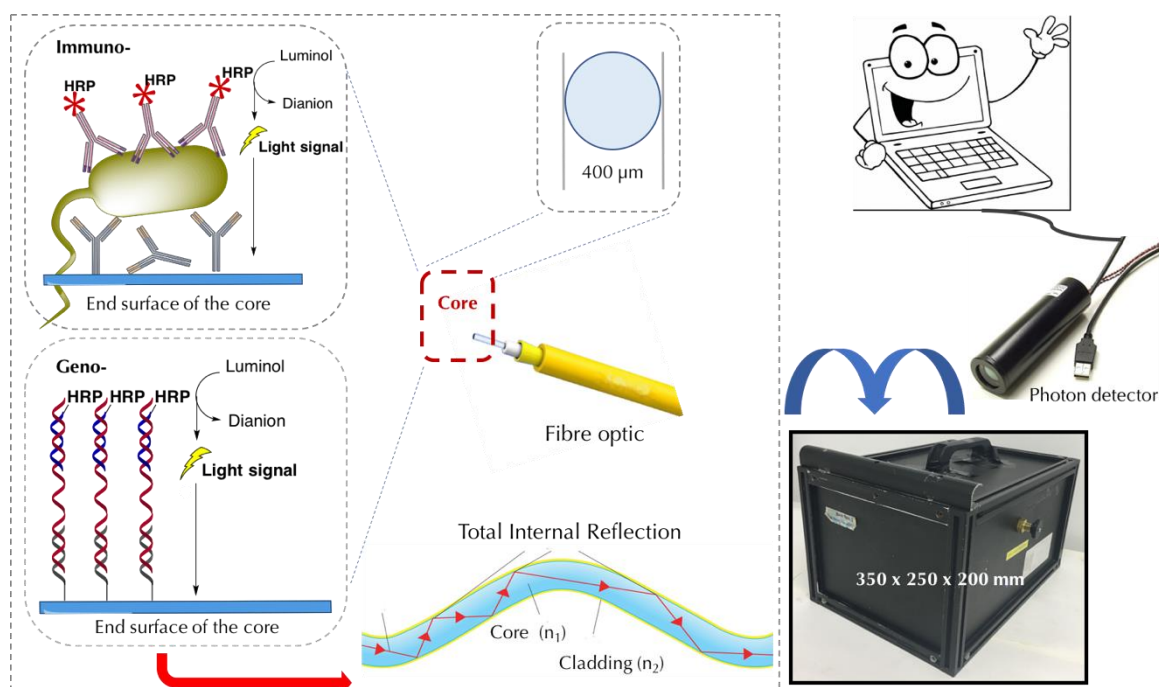 Immuno-
HRP
HRP
HRP
Luminol
Dianion
Light signal
End surface of the core
400 µm
Core
Fibre optic
Geno-
HRP HRP HRP
Luminol
Dianion
Light signal
End surface of the core
Total Internal Reflection
Core (n₁)
Cladding (n₂)
Photon detector
350 x 250 x 200 mm